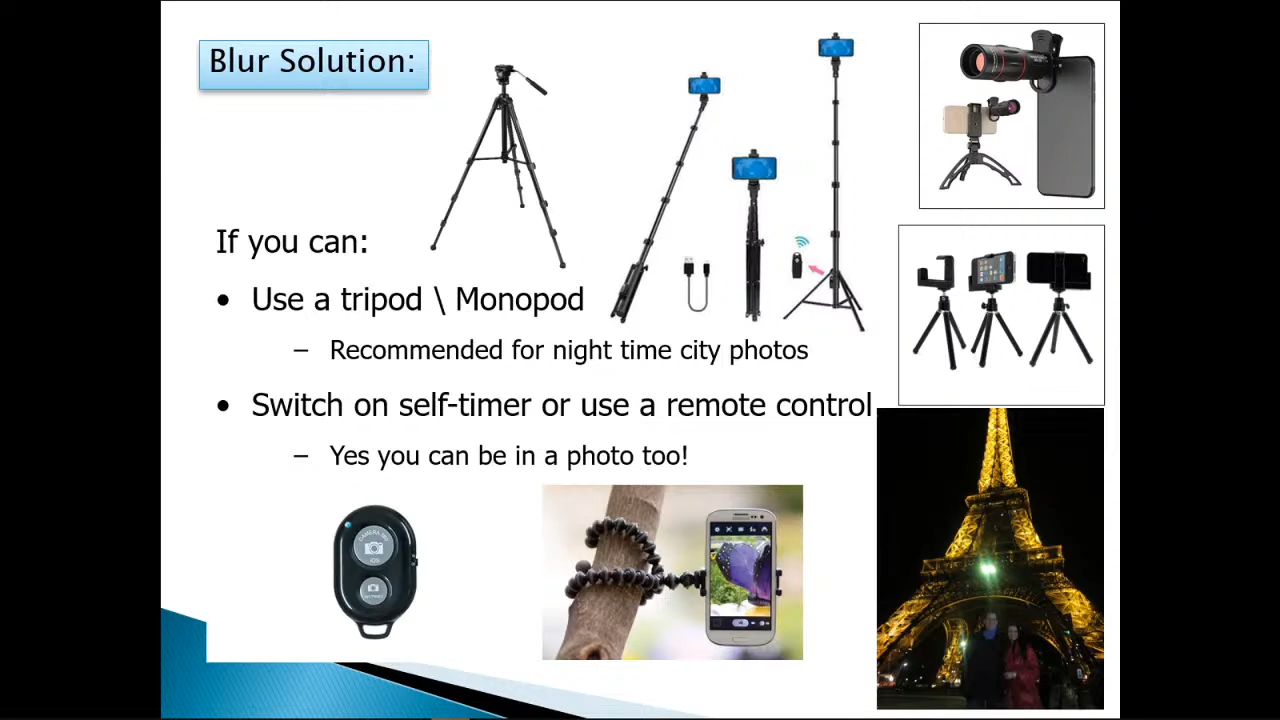 Blur Solution:
If you can:
• Use a tripod \ Monopod
– Recommended for night time city photos
• Switch on self-timer or use a remote control
– Yes you can be in a photo too!
iOS